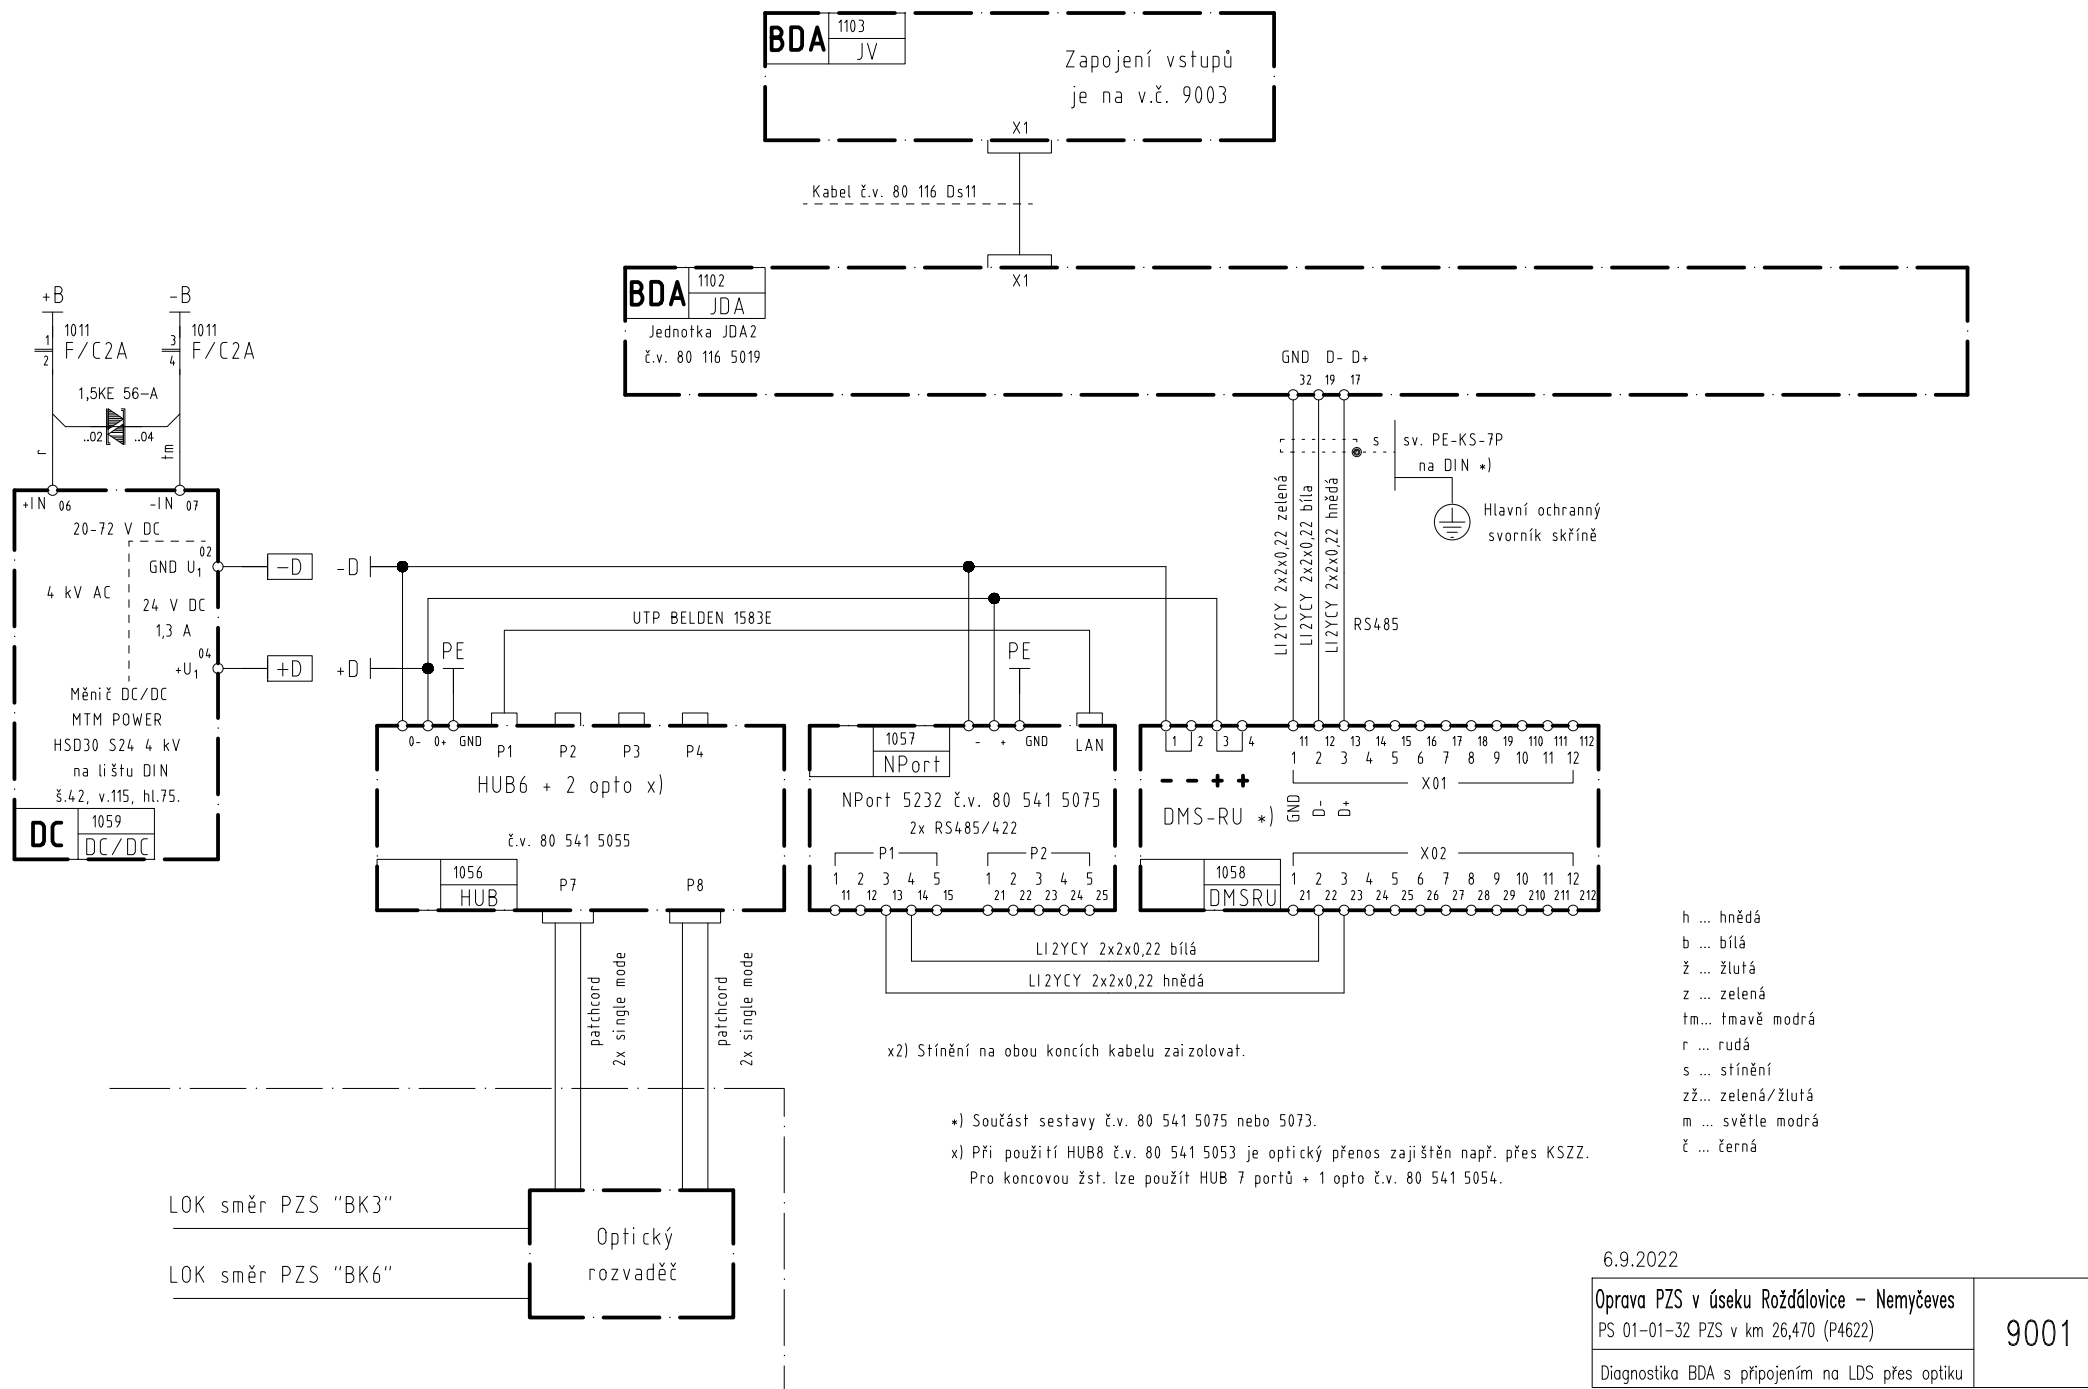 BDA
1103
JV
Zapojení vstupů
je na v.č. 9003
X1
Kabel č.v. 80 116 Ds11
X1
BDA
1102
JDA
Jednotka JDA2
č.v. 80 116 5019
GND D- D+
32 19 17
+B
-B
1011
F/C2A
1
2
1011
F/C2A
3
4
1,5KE 56-A
..02
..04
r
tm
+IN 06
-IN 07
20-72 V DC
02
GND U1
4 kV AC
24 V DC
1,3 A
04
+U1
Měnič DC/DC
MTM POWER
HSD30 S24 4 kV
na lištu DIN
š.42, v.115, hl.75.
DC
1059
DC/DC
-D
-D
+D
+D
UTP BELDEN 1583E
PE
PE
s
sv. PE-KS-7P
na DIN *)
Hlavní ochranný
svorník skříně
LI2YCY 2x2x0,22 zelená
LI2YCY 2x2x0,22 bíla
LI2YCY 2x2x0,22 hnědá
RS485
0- 0+ GND
P1 P2 P3 P4
HUB6 + 2 opto x)
č.v. 80 541 5055
1056
HUB
P7
P8
1057
NPort
- + GND
LAN
NPort 5232 č.v. 80 541 5075
2x RS485/422
P1
P2
1 2 3 4 5
1 2 3 4 5
11 12 13 14 15
21 22 23 24 25
1 2 3 4
- - + +
DMS-RU *)
11 12 13 14 15 16 17 18 19 110 111 112
1 2 3 4 5 6 7 8 9 10 11 12
X01
GND
D-
D+
X02
1058
DMSRU
1 2 3 4 5 6 7 8 9 10 11 12
21 22 23 24 25 26 27 28 29 210 211 212
LI2YCY 2x2x0,22 bílá
LI2YCY 2x2x0,22 hnědá
patchcord
2x single mode
patchcord
2x single mode
x2) Stínění na obou koncích kabelu zaizolovat.
*) Součást sestavy č.v. 80 541 5075 nebo 5073.
x) Při použití HUB8 č.v. 80 541 5053 je optický přenos zajištěn např. přes KSZZ.
Pro koncovou žst. lze použít HUB 7 portů + 1 opto č.v. 80 541 5054.
h ... hnědá
b ... bílá
ž ... žlutá
z ... zelená
tm... tmavě modrá
r ... rudá
s ... stínění
zž... zelená/žlutá
m ... světle modrá
č ... černá
LOK směr PZS "BK3"
LOK směr PZS "BK6"
Optický
rozvaděč
6.9.2022
Oprava PZS v úseku Rožďálovice – Nemyčeves
PS 01-01-32 PZS v km 26,470 (P4622)
9001
Diagnostika BDA s připojením na LDS přes optiku